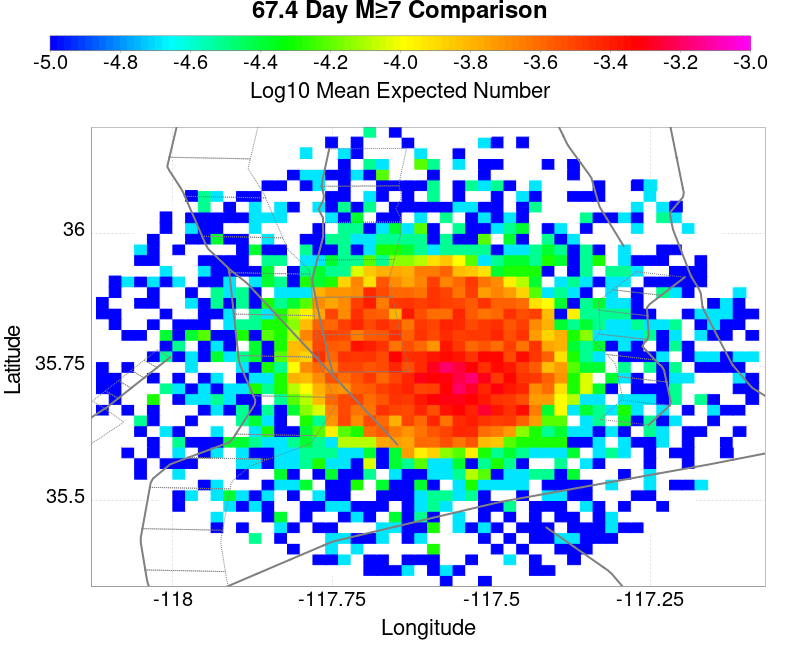 67.4 Day M≥7 Comparison
-5.0 -4.8 -4.6 -4.4 -4.2 -4.0 -3.8 -3.6 -3.4 -3.2 -3.0
Log10 Mean Expected Number
36
35.75
35.5
Latitude
-118 -117.75 -117.5 -117.25
Longitude